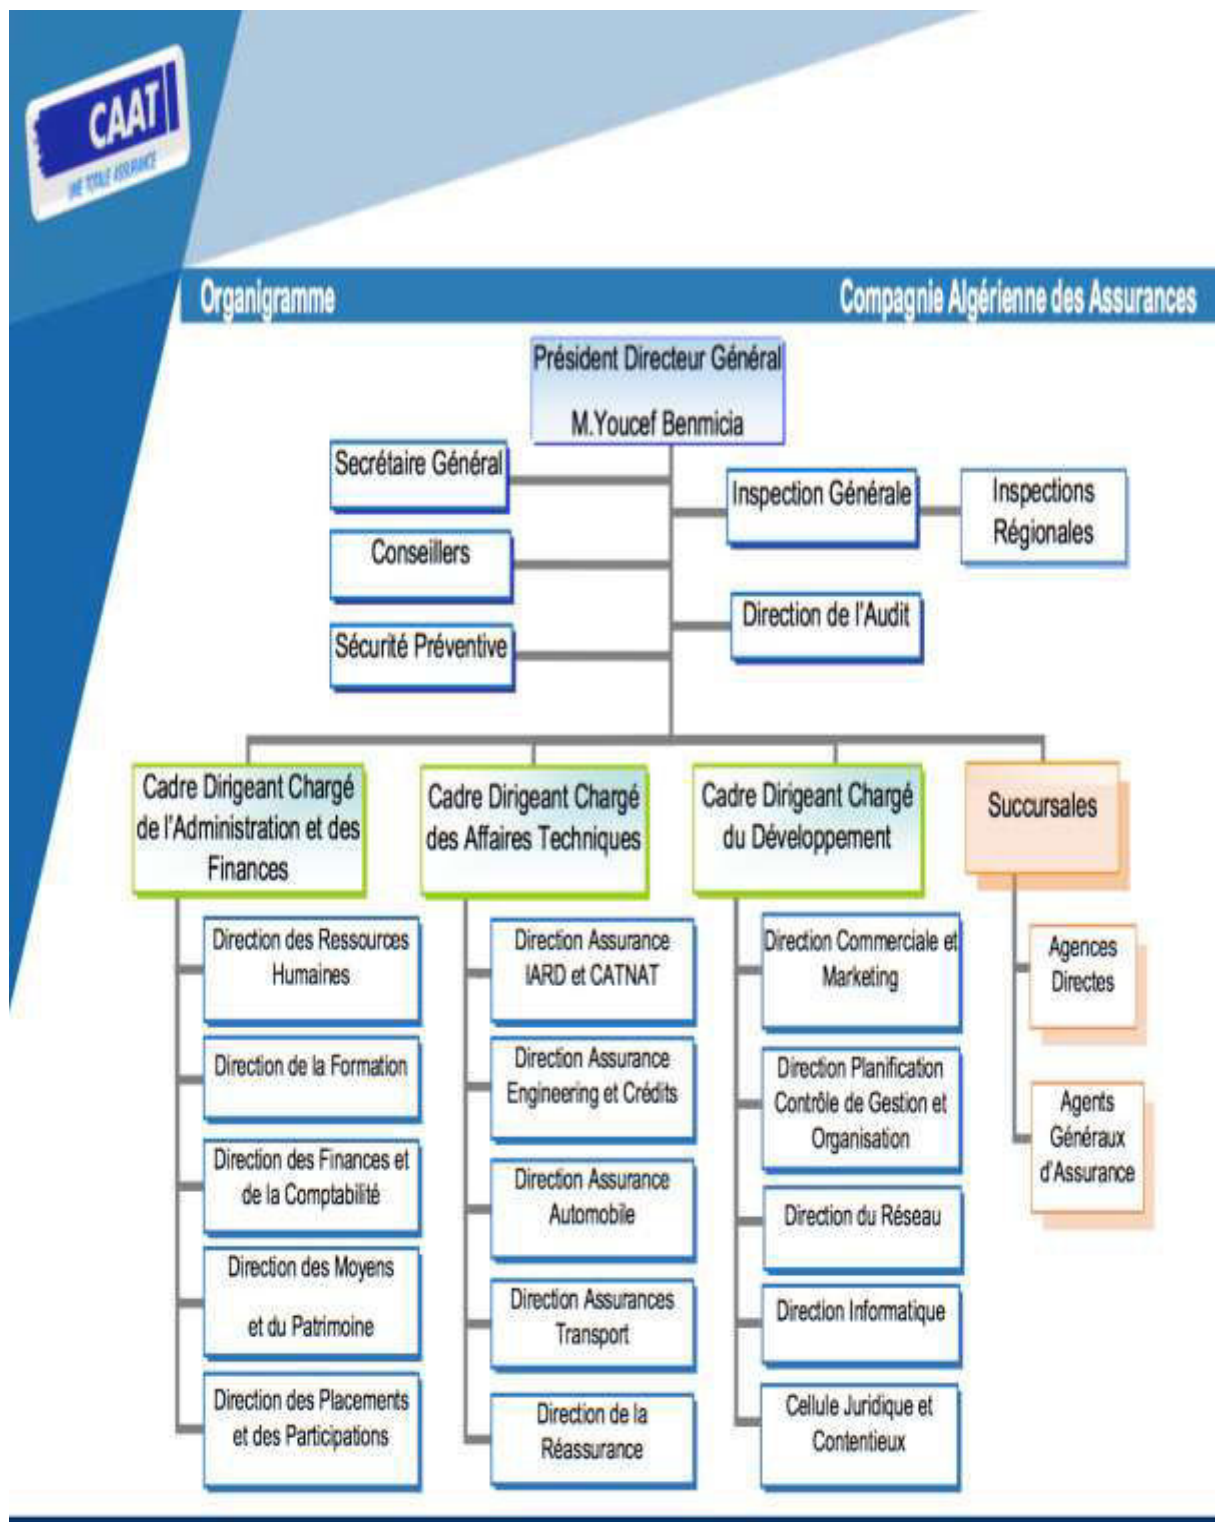 CAAT
UNE TOTALE ASSURANCE
Organigramme
Compagnie Algérienne des Assurances
Président Directeur Général
M.Youcef Benmicia
Secrétaire Général
Conseillers
Sécurité Préventive
Inspection Générale
Inspections
Régionales
Direction de l'Audit
Cadre Dirigeant Chargé
de l'Administration et des
Finances
Direction des Ressources
Humaines
Direction de la Formation
Direction des Finances et
de la Comptabilité
Direction des Moyens
et du Patrimoine
Direction des Placements
et des Participations
Cadre Dirigeant Chargé
des Affaires Techniques
Direction Assurance
IARD et CATNAT
Direction Assurance
Engineering et Crédits
Direction Assurance
Automobile
Direction Assurances
Transport
Direction de la
Réassurance
Cadre Dirigeant Chargé
du Développement
Direction Commerciale et
Marketing
Direction Planification
Contrôle de Gestion et
Organisation
Direction du Réseau
Direction Informatique
Cellule Juridique et
Contentieux
Succursales
Agences
Directes
Agents
Généraux
d'Assurance